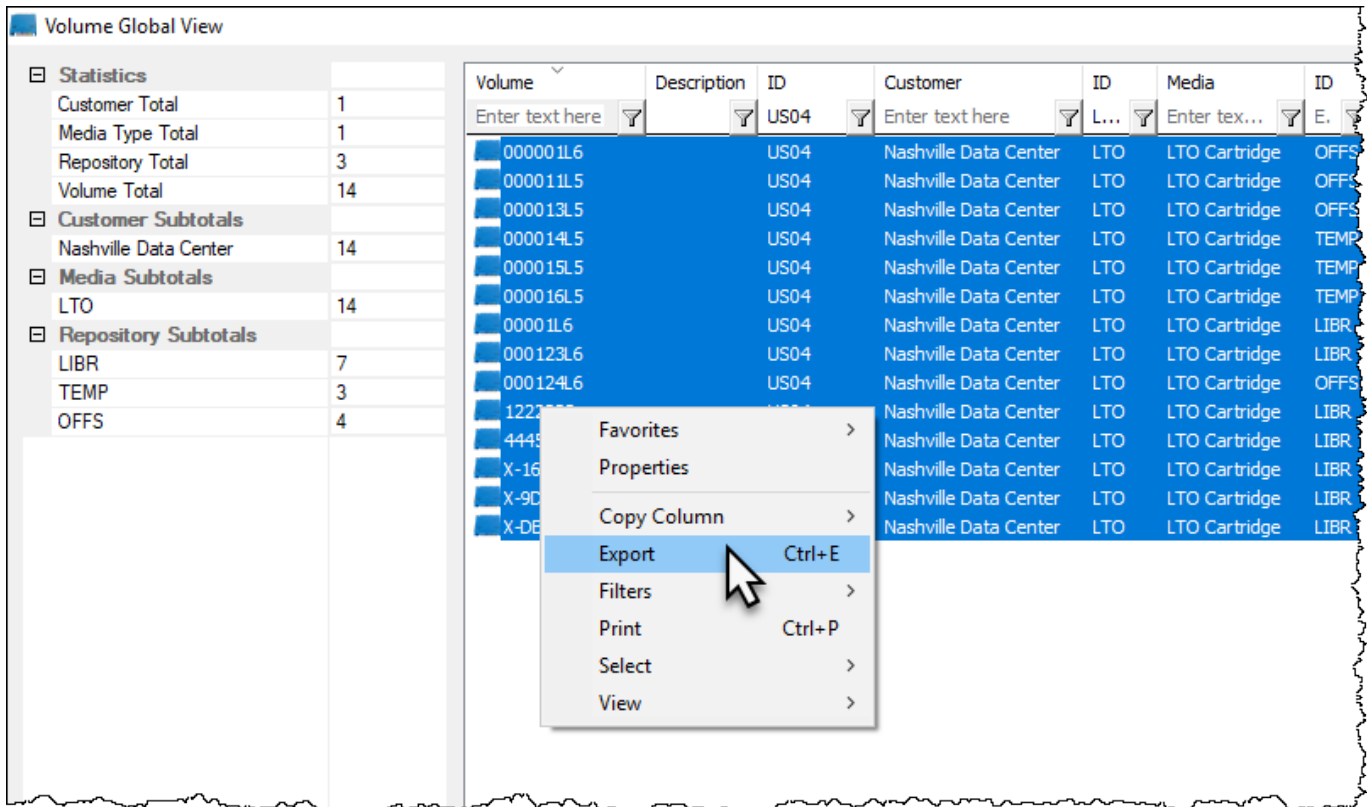 Volume Global View
Statistics
Customer Total 1
Media Type Total 1
Repository Total 3
Volume Total 14
Customer Subtotals
Nashville Data Center 14
Media Subtotals
LTO 14
Repository Subtotals
LIBR 7
TEMP 3
OFFS 4
Volume Description ID Customer ID Media ID
Enter text here US04 Enter text here L... Enter tex... E.
000001L6 US04 Nashville Data Center LTO LTO Cartridge OFFS
000011L5 US04 Nashville Data Center LTO LTO Cartridge OFFS
000013L5 US04 Nashville Data Center LTO LTO Cartridge OFFS
000014L5 US04 Nashville Data Center LTO LTO Cartridge TEMP
000015L5 US04 Nashville Data Center LTO LTO Cartridge TEMP
000016L5 US04 Nashville Data Center LTO LTO Cartridge TEMP
00001L6 US04 Nashville Data Center LTO LTO Cartridge LIBR
000123L6 US04 Nashville Data Center LTO LTO Cartridge LIBR
000124L6 US04 Nashville Data Center LTO LTO Cartridge OFFS
Nashville Data Center LTO LTO Cartridge LIBR
4445 Nashville Data Center LTO LTO Cartridge LIBR
X-16 Nashville Data Center LTO LTO Cartridge LIBR
X-9D Nashville Data Center LTO LTO Cartridge LIBR
X-DE Nashville Data Center LTO LTO Cartridge LIBR
Favorites
Properties
Copy Column
Export Ctrl+E
Filters
Print Ctrl+P
Select
View